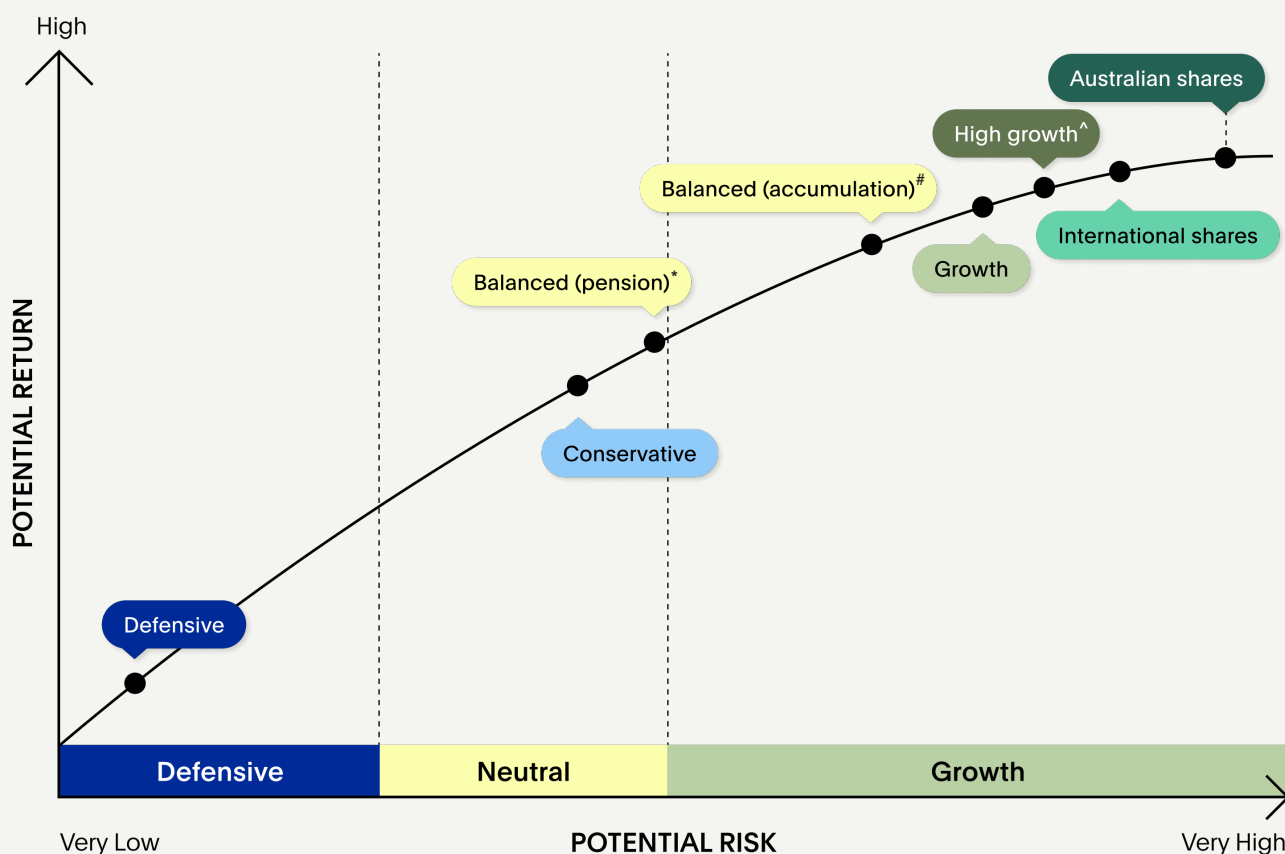 High
Australian shares
High growth^
Balanced (accumulation)#
International shares
Growth
Balanced (pension)*
POTENTIAL RETURN
Conservative
Defensive
Defensive
Neutral
Growth
Very Low
POTENTIAL RISK
Very High